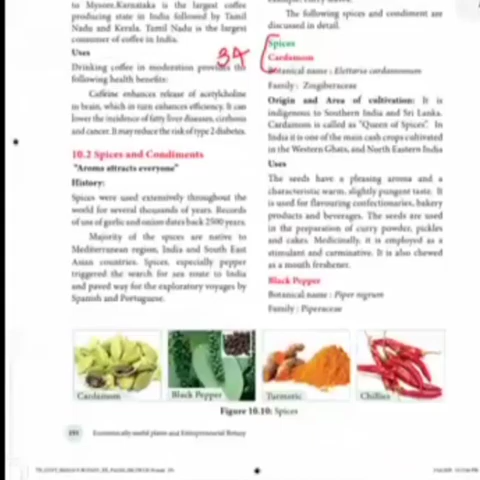 to Mysore. Karnataka is the largest coffee
producing state in India followed by Tamil
Nadu and Kerala. Tamil Nadu is the largest
consumer of coffee in India.
Uses
Drinking coffee in moderation provides the
following health benefits:
Caffeine enhances release of acetylcholine
in brain, which in turn enhances efficiency. It can
lower the incidence of fatty liver diseases, cirrhosis
and cancer. It may reduce the risk of type 2 diabetes.
10.2 Spices and Condiments
"Aroma attracts everyone"
History:
Spices were used extensively throughout the
world for several thousands of years. Records
of use of garlic and onion dates back 2500 years.
Majority of the spices are native to
Mediterranean region, India and South East
Asian countries. Spices, especially pepper
triggered the search for sea route to India
and paved way for the exploratory voyages by
Spanish and Portuguese.
The following spices and condiment are
discussed in detail.
Spices
Cardamom
Botanical name : Elettaria cardamomum
Family : Zingiberaceae
Origin and Area of cultivation: It is
indigenous to Southern India and Sri Lanka.
Cardamom is called as "Queen of Spices". In
India it is one of the main cash crops cultivated
in the Western Ghats, and North Eastern India
Uses
The seeds have a pleasing aroma and a
characteristic warm, slightly pungent taste. It
is used for flavouring confectionaries, bakery
products and beverages. The seeds are used
in the preparation of curry powder, pickles
and cakes. Medicinally, it is employed as a
stimulant and carminative. It is also chewed
as a mouth freshener.
Black Pepper
Botanical name : Piper nigrum
Family : Piperaceae
Cardamom
Black Pepper
Turmeric
Chillies
Figure 10.10: Spices
Economically useful plants and Entrepreneurial Botany